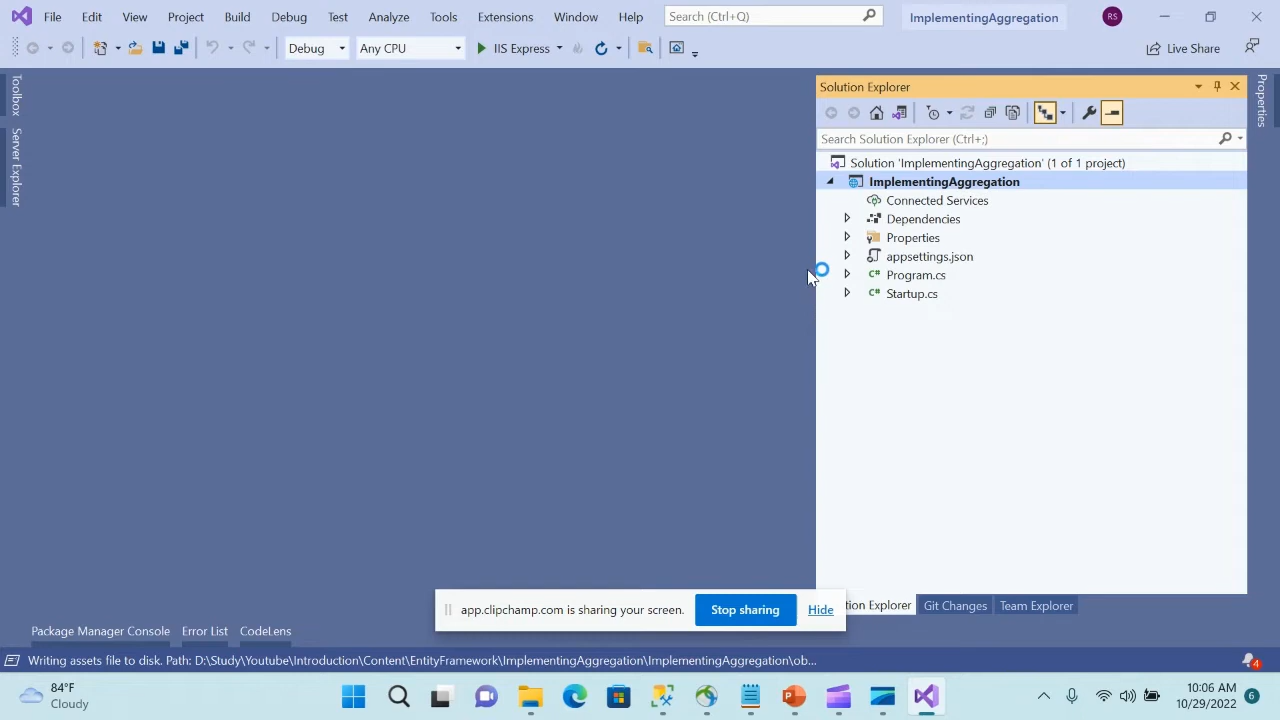 File Edit View Project Build Debug Test Analyze Tools Extensions Window Help Search (Ctrl+Q) ImplementingAggregation RS
Debug Any CPU IIS Express Live Share
Toolbox
Server Explorer
Solution Explorer
Properties
Search Solution Explorer (Ctrl+;)
Solution 'ImplementingAggregation' (1 of 1 project)
ImplementingAggregation
Connected Services
Dependencies
Properties
appsettings.json
C# Program.cs
C# Startup.cs
app.clipchamp.com is sharing your screen. Stop sharing Hide
tion Explorer Git Changes Team Explorer
Package Manager Console Error List CodeLens
Writing assets file to disk. Path: D:\Study\Youtube\Introduction\Content\EntityFramework\ImplementingAggregation\ImplementingAggregation\ob... 4
84°F
Cloudy
10:06 AM
10/29/2022 6